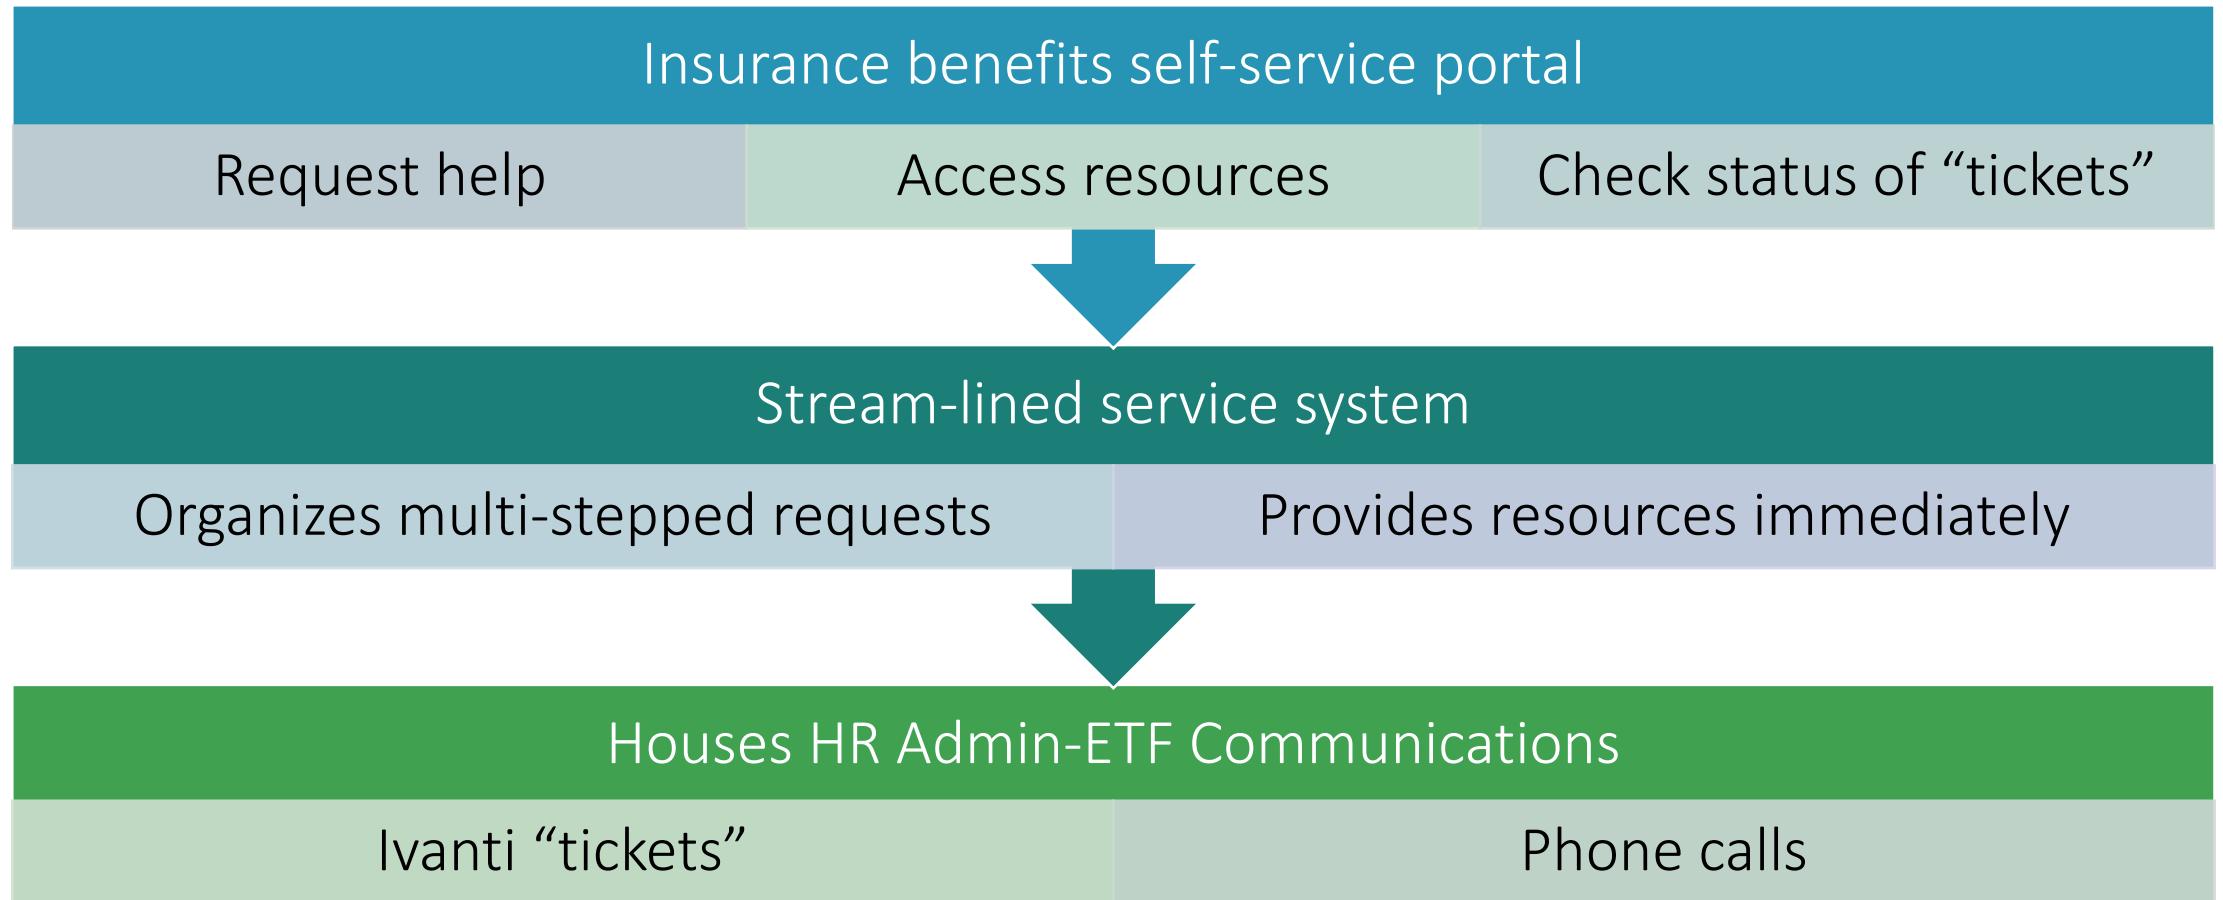 Insurance benefits self-service portal
Request help
Access resources
Check status of “tickets”
Stream-lined service system
Organizes multi-stepped requests
Provides resources immediately
Houses HR Admin-ETF Communications
Ivanti “tickets”
Phone calls